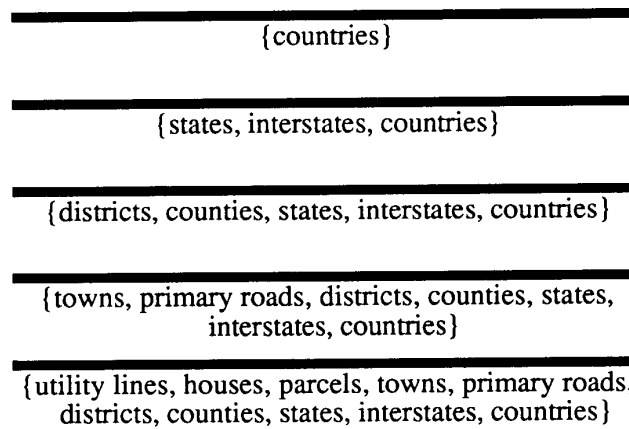 {countries}
{states, interstates, countries}
{districts, counties, states, interstates, countries}
{towns, primary roads, districts, counties, states,
interstates, countries}
{utility lines, houses, parcels, towns, primary roads,
districts, counties, states, interstates, countries}